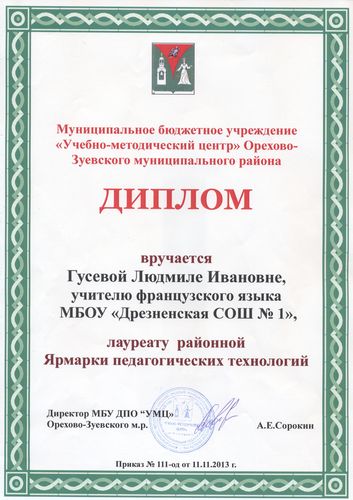 Муниципальное бюджетное учреждение
«Учебно-методический центр» Орехово-
Зуевского муниципального района
ДИПЛОМ
вручается
Гусевой Людмиле Ивановне,
учителю французского языка
МБОУ «Дрезненская СОШ № 1»,
лауреату районной
Ярмарки педагогических технологий
Директор МБУ ДПО “УМЦ”
Орехово-Зуевского м.р. А.Е.Сорокин
Приказ № 111-од от 11.11.2013 г.